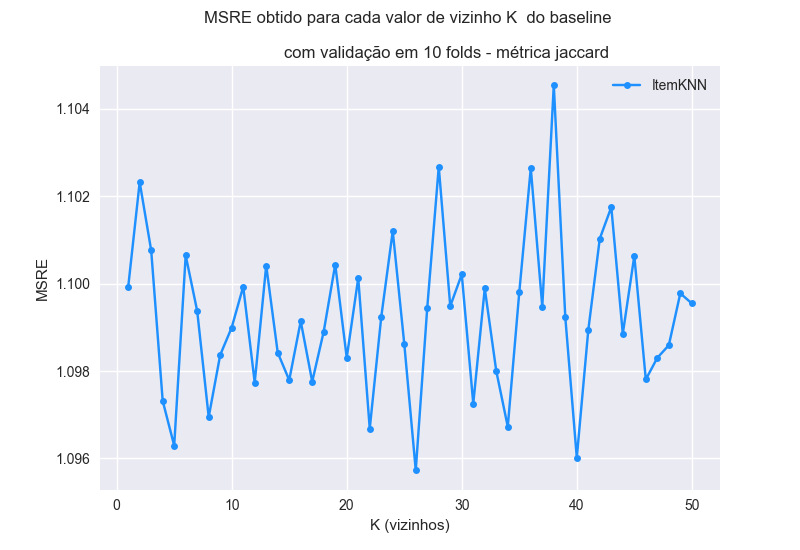 MSRE obtido para cada valor de vizinho K  do baseline
com validação em 10 folds - métrica jaccard
ItemKNN
1.104
1.102
1.100
1.098
1.096
MSRE
0 10 20 30 40 50
K (vizinhos)